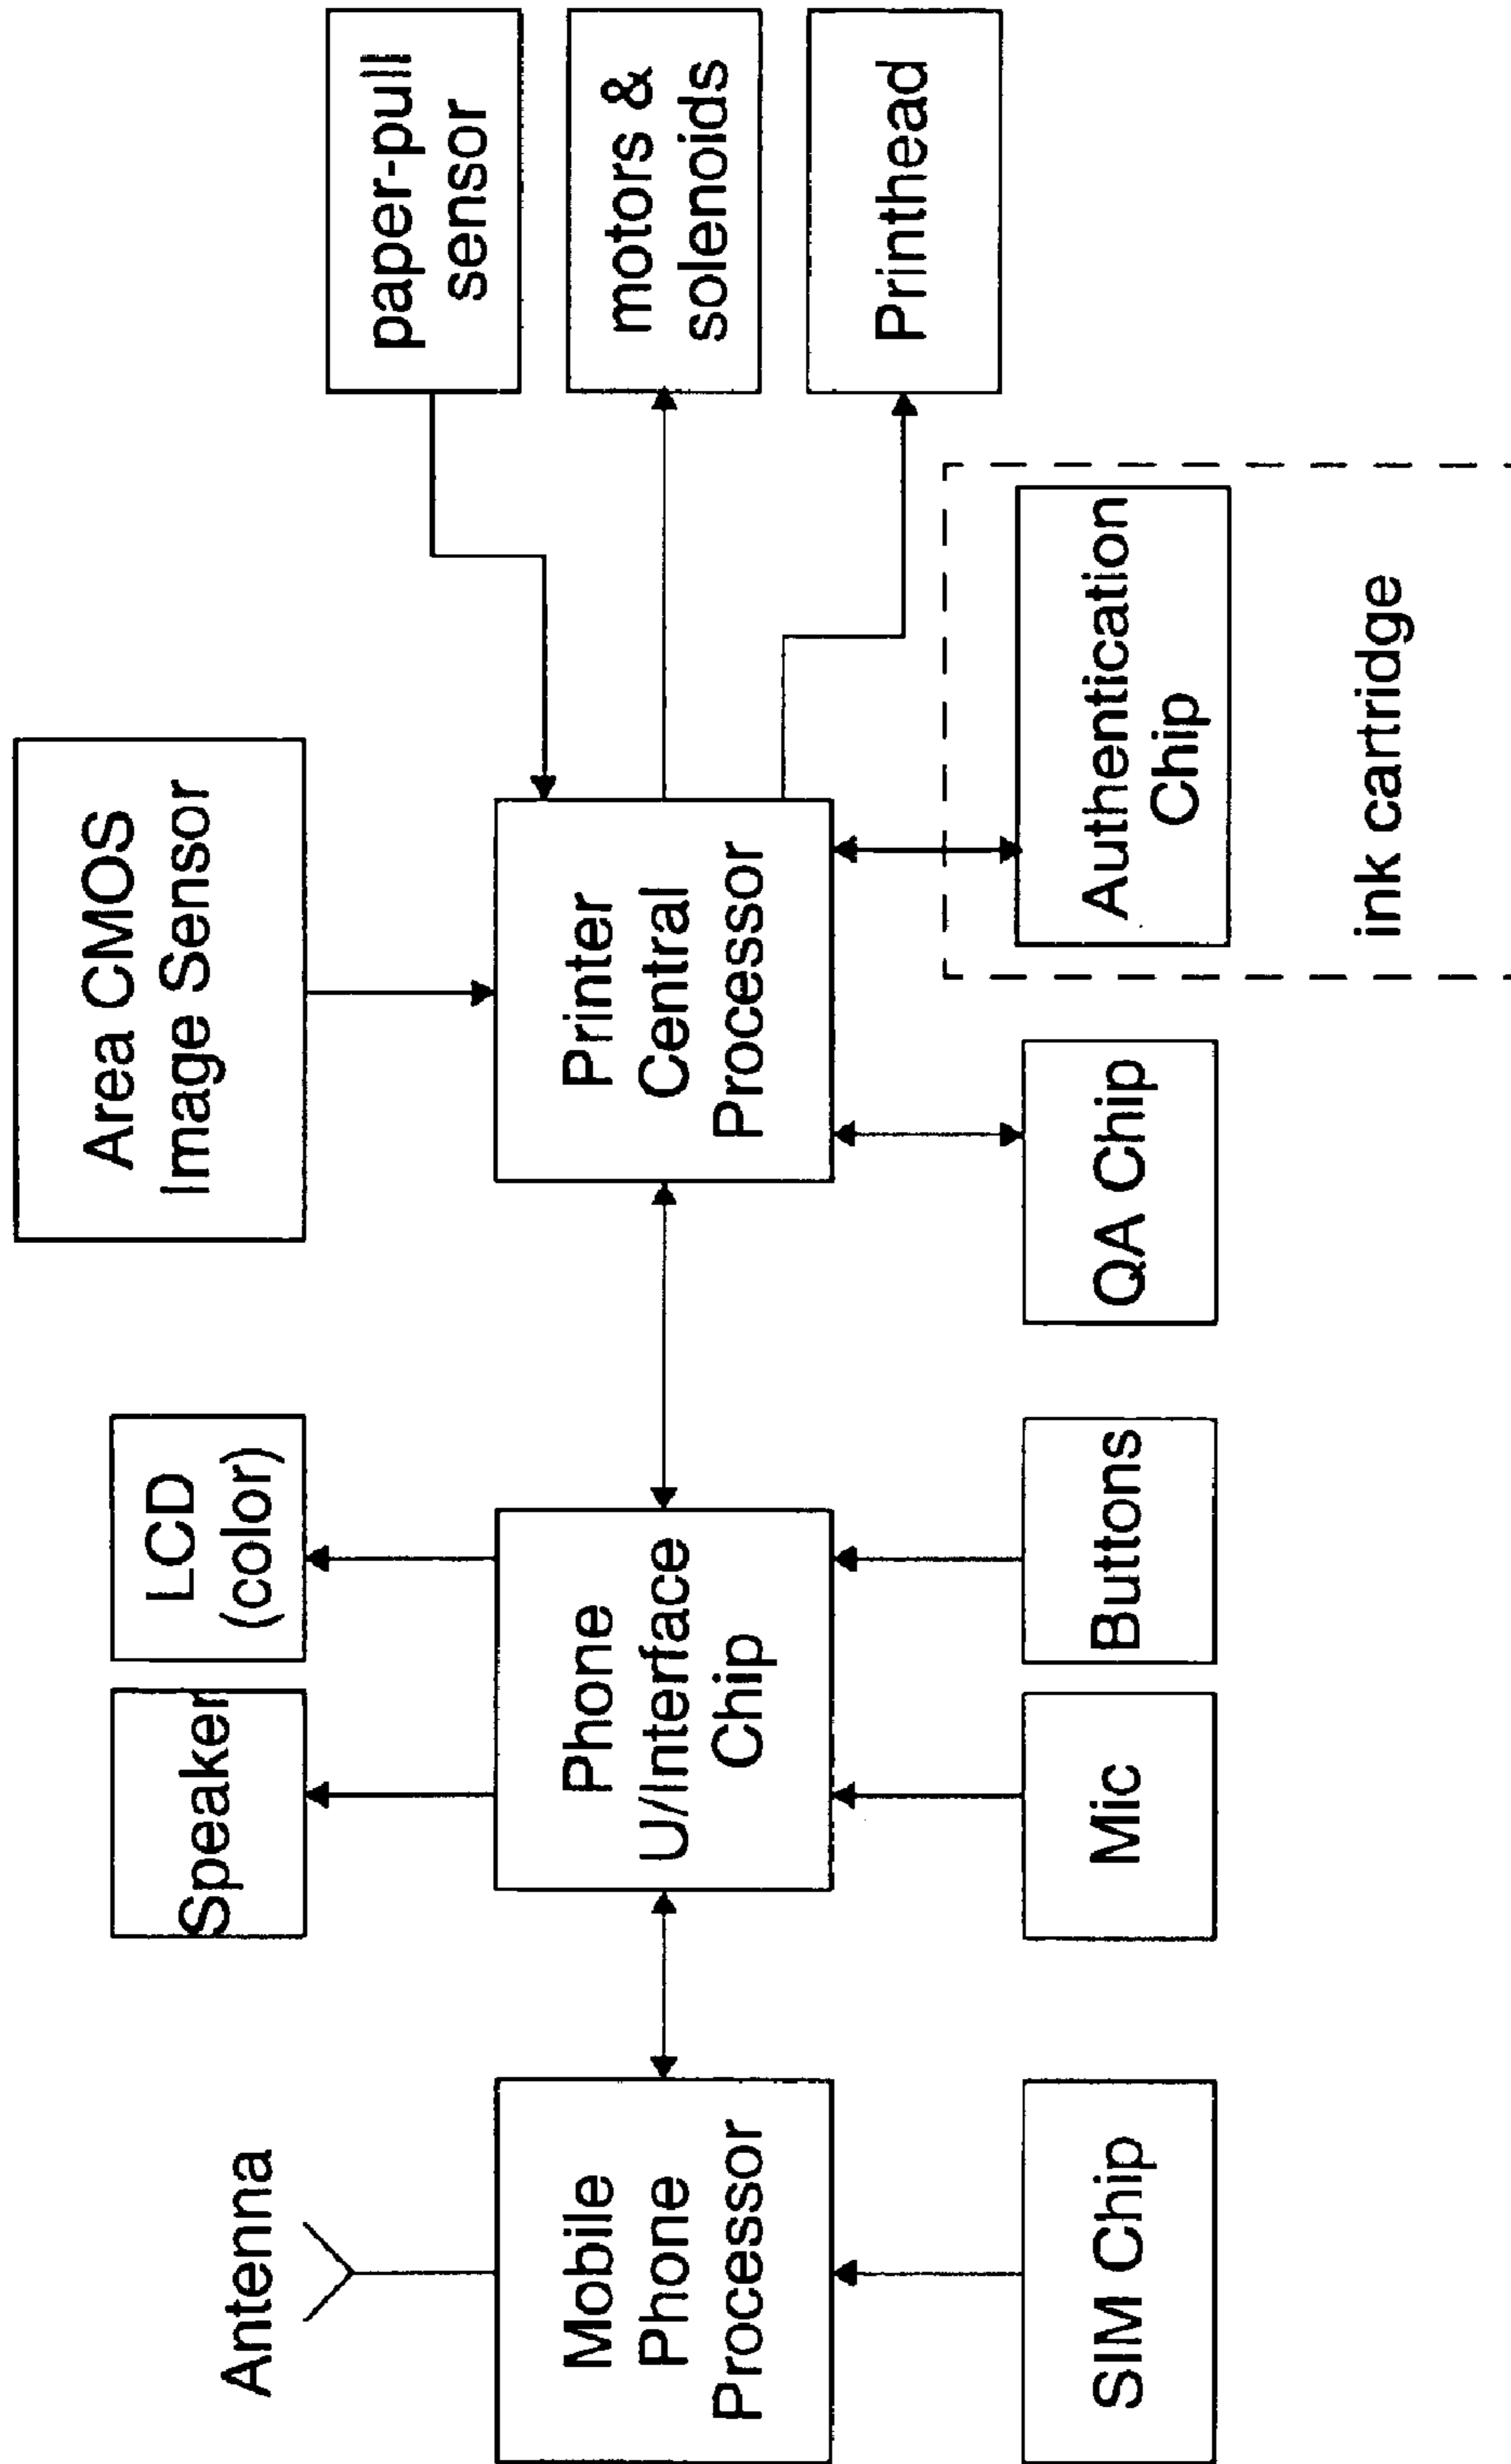 Area CMOS
Image Sensor
LCD
(color)
Speaker
Antenna
paper-pull
sensor
motors &
solenoids
Printhead
Printer
Central
Processor
Phone
U/Interface
Chip
Mobile
Phone
Processor
Authentication
Chip
ink cartridge
QA Chip
Buttons
Mic
SIM Chip